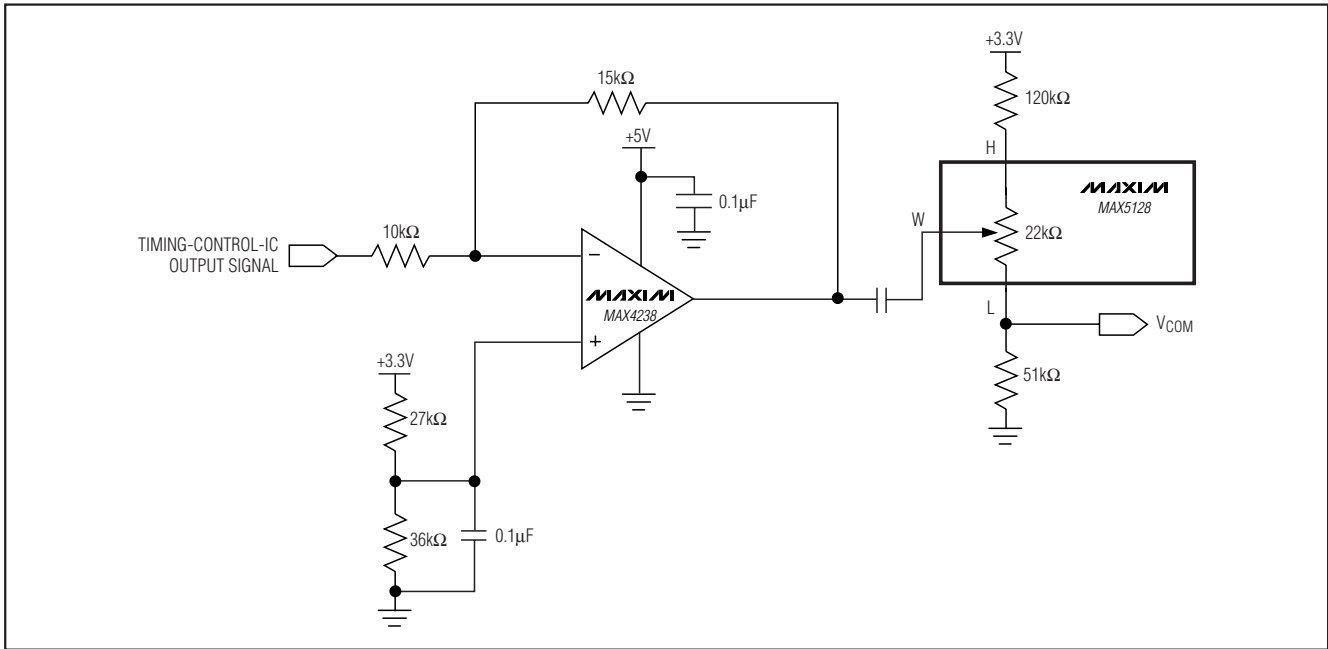 +3.3V
15kΩ
120kΩ
+5V
H
MAXIM
MAX5128
0.1µF
W
22kΩ
10kΩ
TIMING-CONTROL-IC
OUTPUT SIGNAL
−
MAXIM
MAX4238
+
L
VCOM
+3.3V
51kΩ
27kΩ
36kΩ
0.1µF